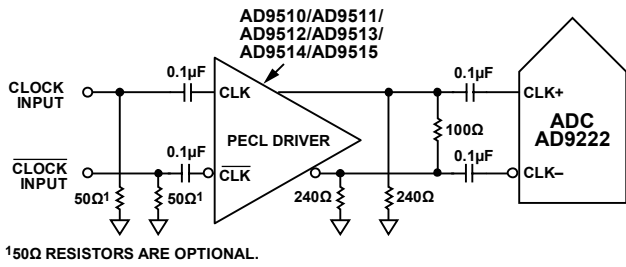 AD9510/AD9511/
AD9512/AD9513/
AD9514/AD9515
CLOCK
INPUT
0.1µF
CLK
PECL DRIVER
0.1µF
CLK+
ADC
AD9222
100Ω
CLOCK
INPUT
0.1µF
CLK
0.1µF
CLK–
50Ω¹
50Ω¹
240Ω
240Ω
¹50Ω RESISTORS ARE OPTIONAL.